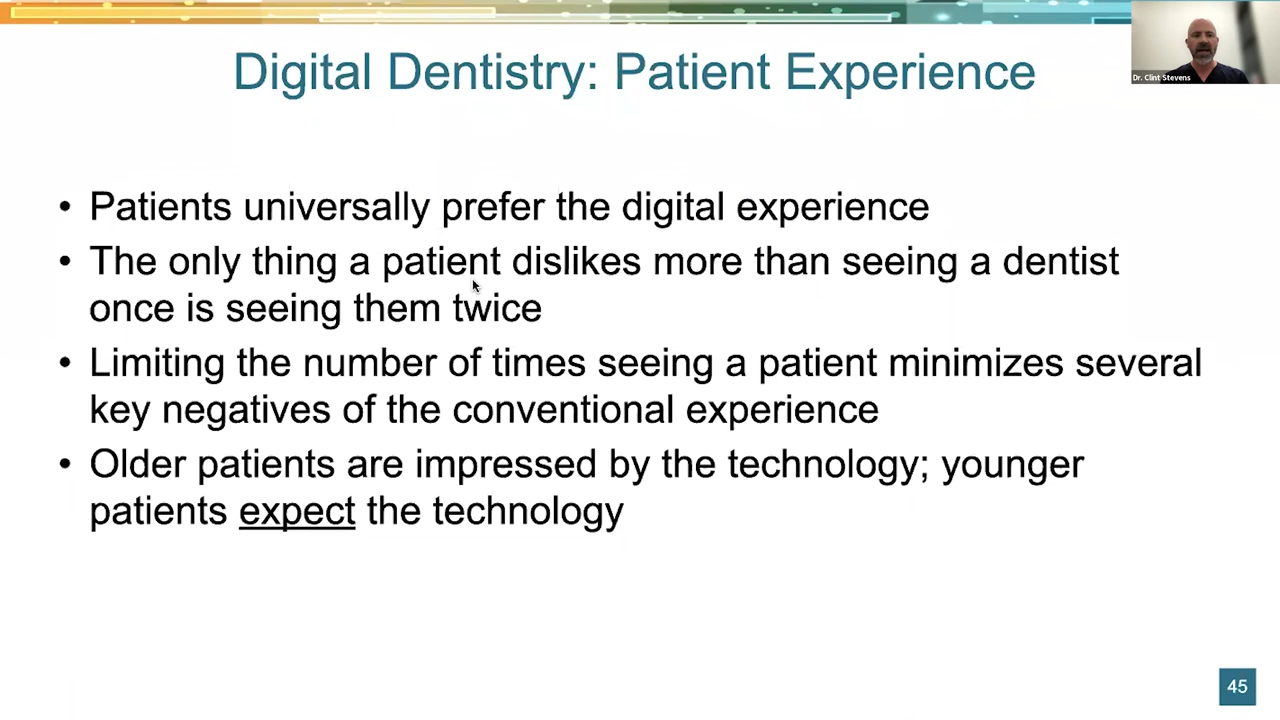 Digital Dentistry: Patient Experience
Dr. Clint Stevens
• Patients universally prefer the digital experience
• The only thing a patient dislikes more than seeing a dentist
once is seeing them twice
• Limiting the number of times seeing a patient minimizes several
key negatives of the conventional experience
• Older patients are impressed by the technology; younger
patients expect the technology
45